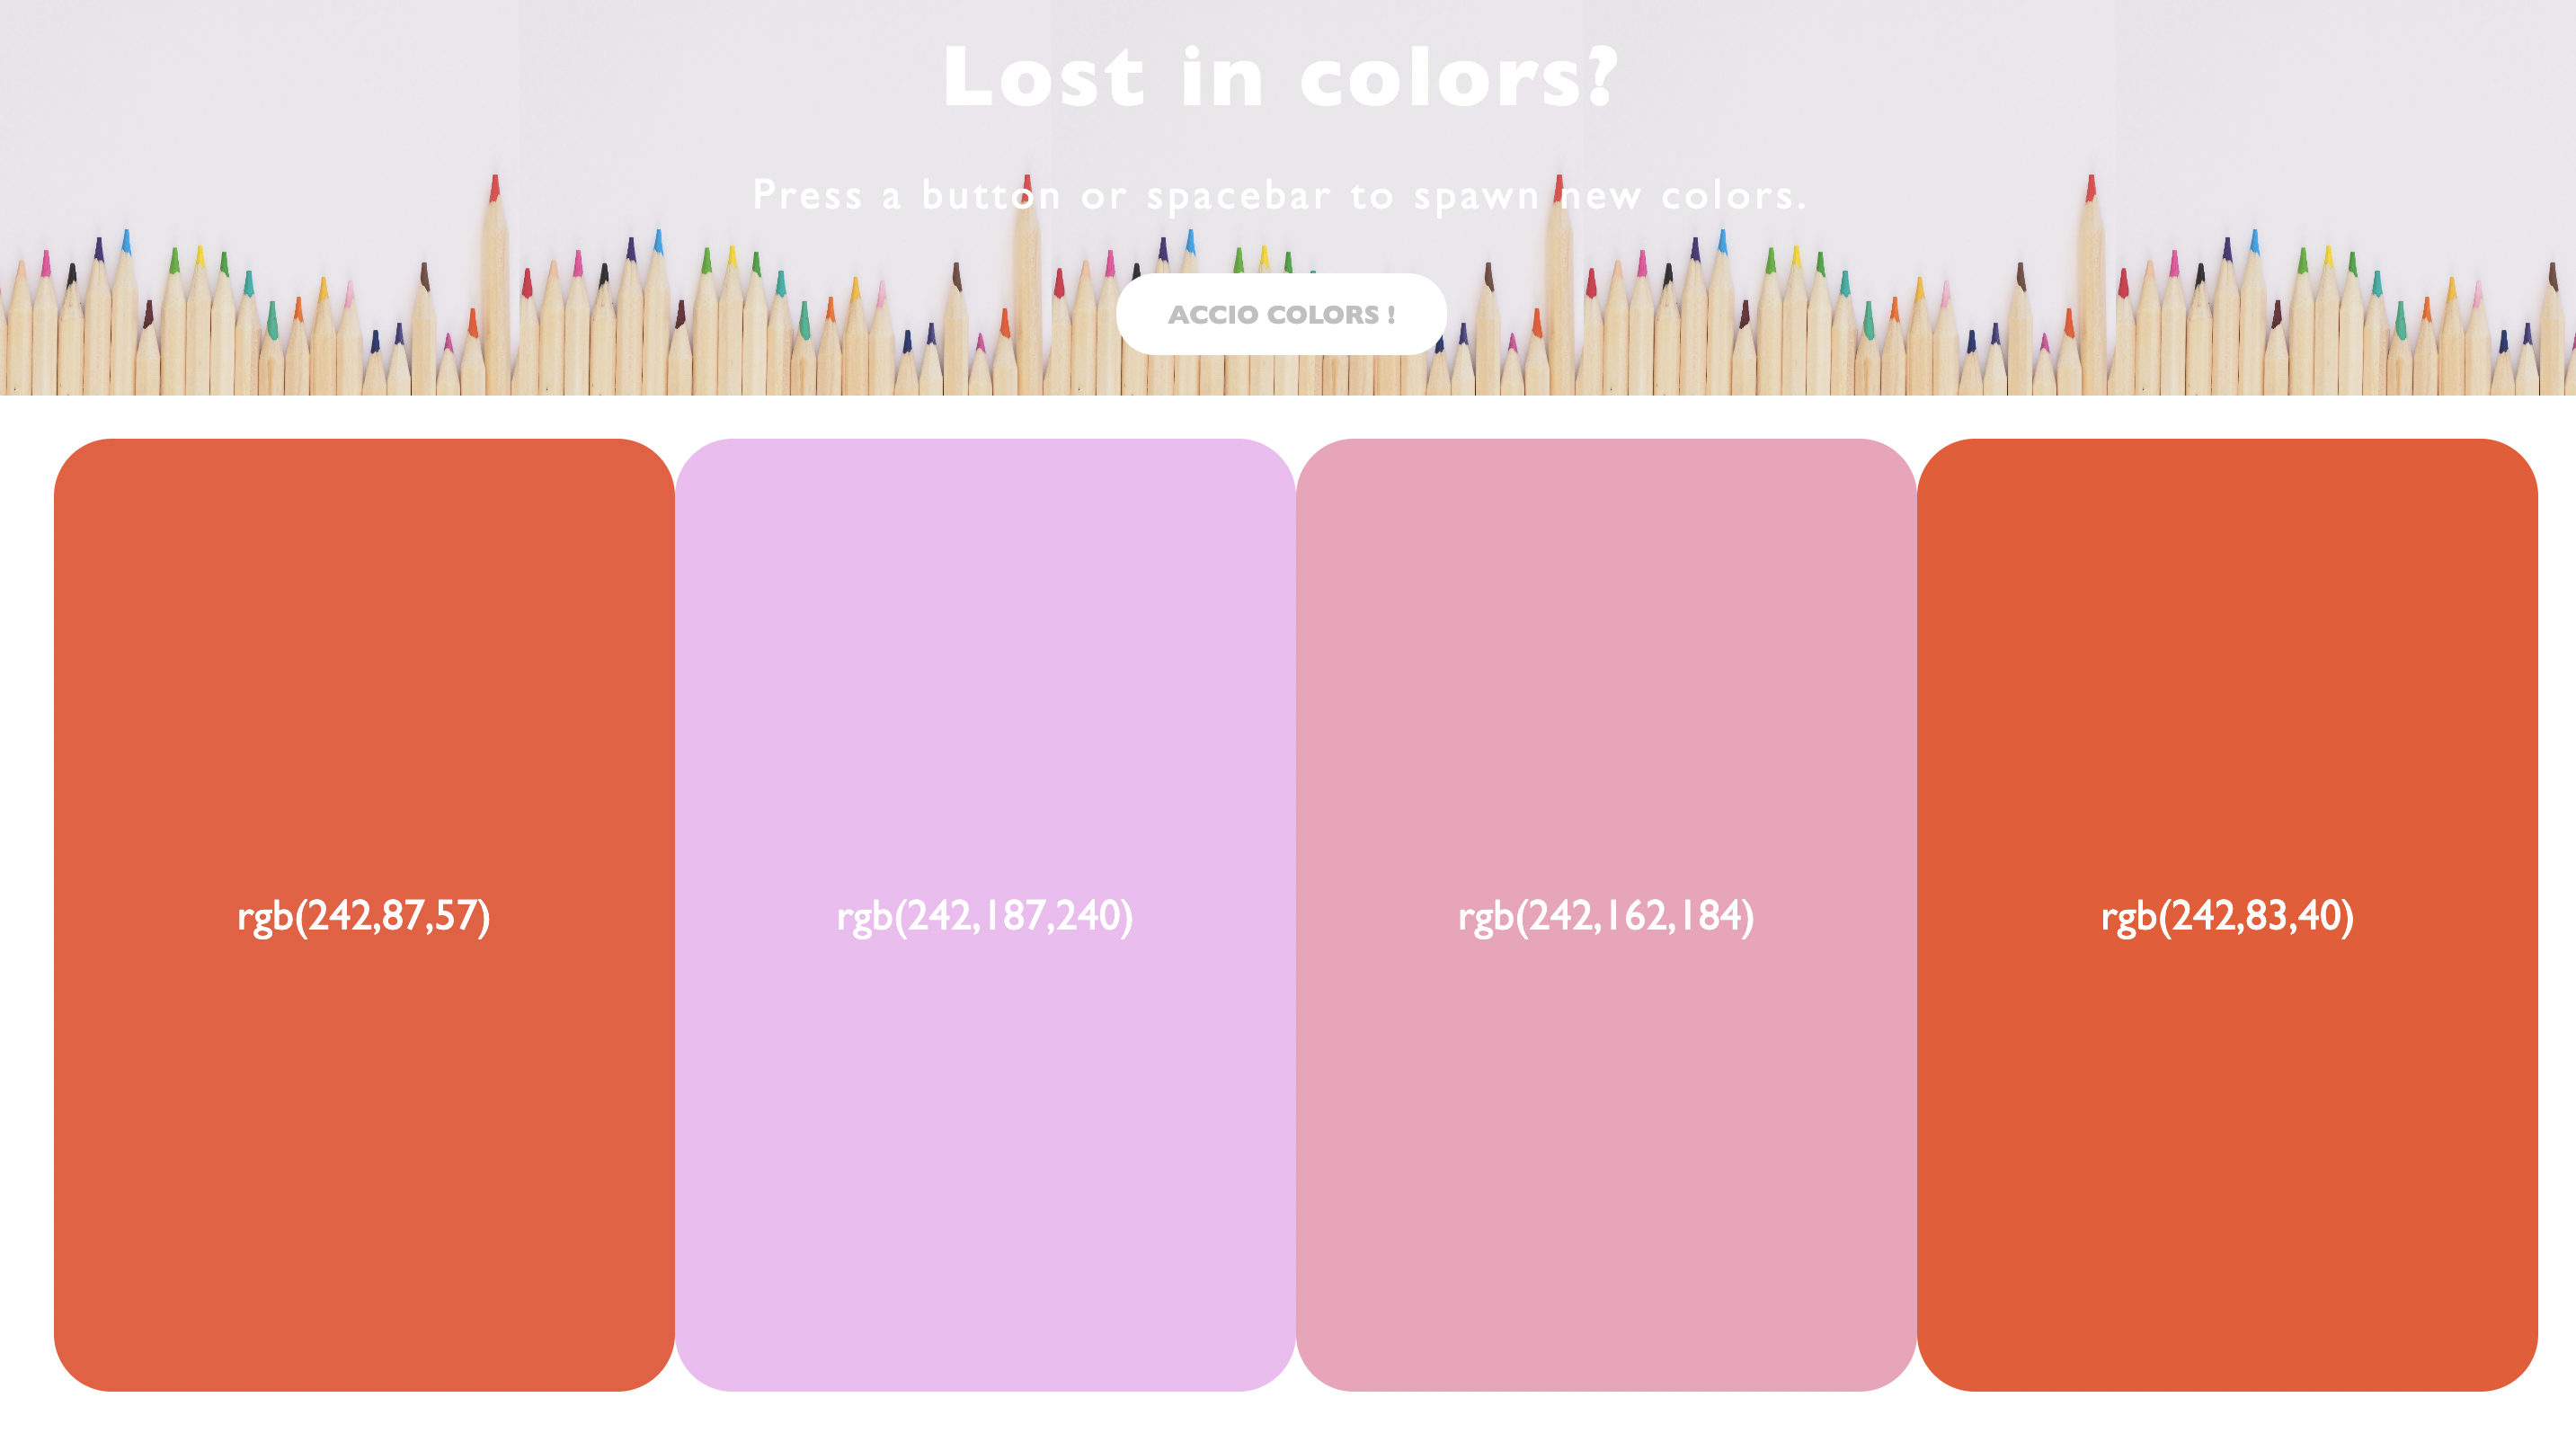 Lost in colors?
Press a button or spacebar to spawn new colors.
ACCIO COLORS !
rgb(242,87,57)
rgb(242,187,240)
rgb(242,162,184)
rgb(242,83,40)